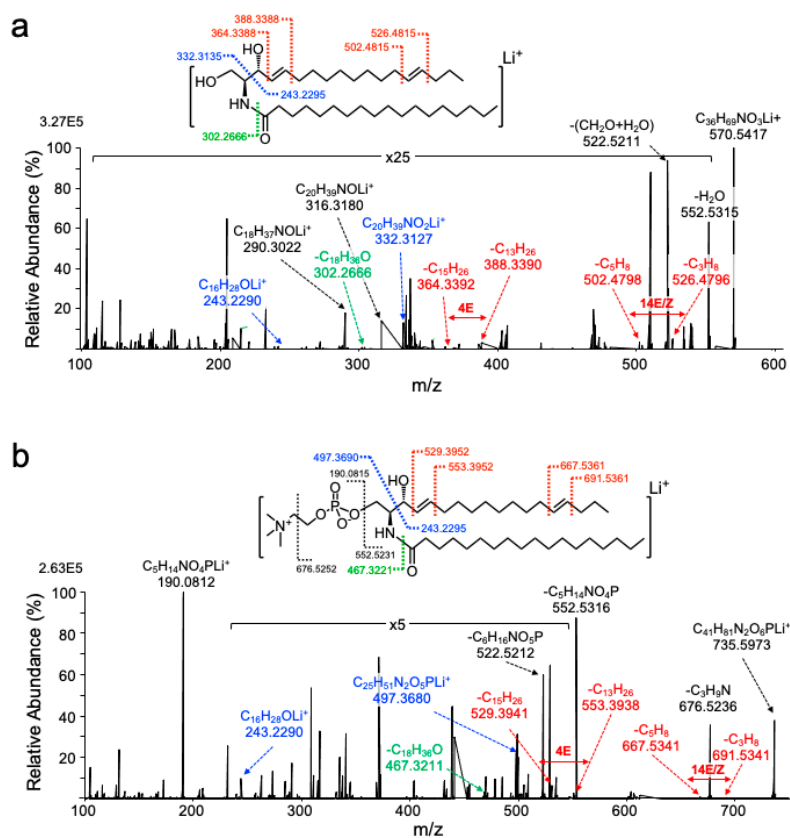 a
388.3388
364.3388
526.4815
502.4815
332.3135
HO
HO
243.2295
HN
O
302.2666
Li⁺
3.27E5
-(CH₂O+H₂O)
522.5211
C₃₆H₆₉NO₃Li+
570.5417
x25
-H₂O
552.5315
C₂₀H₃₉NOLi⁺
316.3180
C₁₈H₃₇NOLi⁺
290.3022
C₂₀H₃₉NO₂Li⁺
332.3127
-C₁₈H₃₆O
302.2666
C₁₆H₂₈OLi⁺
243.2290
-C₁₅H₂₆
364.3392
-C₁₃H₂₆
388.3390
4E
-C₅H₈
502.4798
14E/Z
-C₃H₈
526.4796
Relative Abundance (%)
100
80
60
40
20
100 200 300 400 500 600
m/z
b
529.3952
553.3952
667.5361
691.5361
497.3690
190.0815
HO
O
P
O
O
O-
N+
HN
O
243.2295
552.5231
467.3221
676.5252
Li⁺
2.63E5
C₅H₁₄NO₄PLi⁺
190.0812
-C₅H₁₄NO₄P
552.5316
x5
-C₆H₁₆NO₅P
522.5212
C₄₁H₈₁N₂O₆PLi⁺
735.5973
C₂₅H₅₁N₂O₅PLi⁺
497.3680
-C₁₅H₂₆
529.3941
-C₁₃H₂₆
553.3938
-C₃H₉N
676.5236
C₁₆H₂₈OLi⁺
243.2290
-C₁₈H₃₆O
467.3211
4E
-C₅H₈
667.5341
-C₃H₈
691.5341
14E/Z
Relative Abundance (%)
100
80
60
40
20
100 200 300 400 500 600 700
m/z